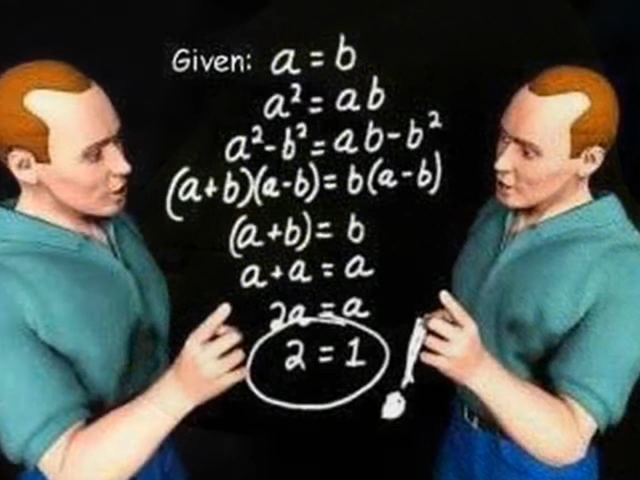 Given: a = b
a² = ab
a²-b² = ab-b²
(a+b)(a-b) = b(a-b)
(a+b) = b
a+a = a
2a = a
2 = 1 !